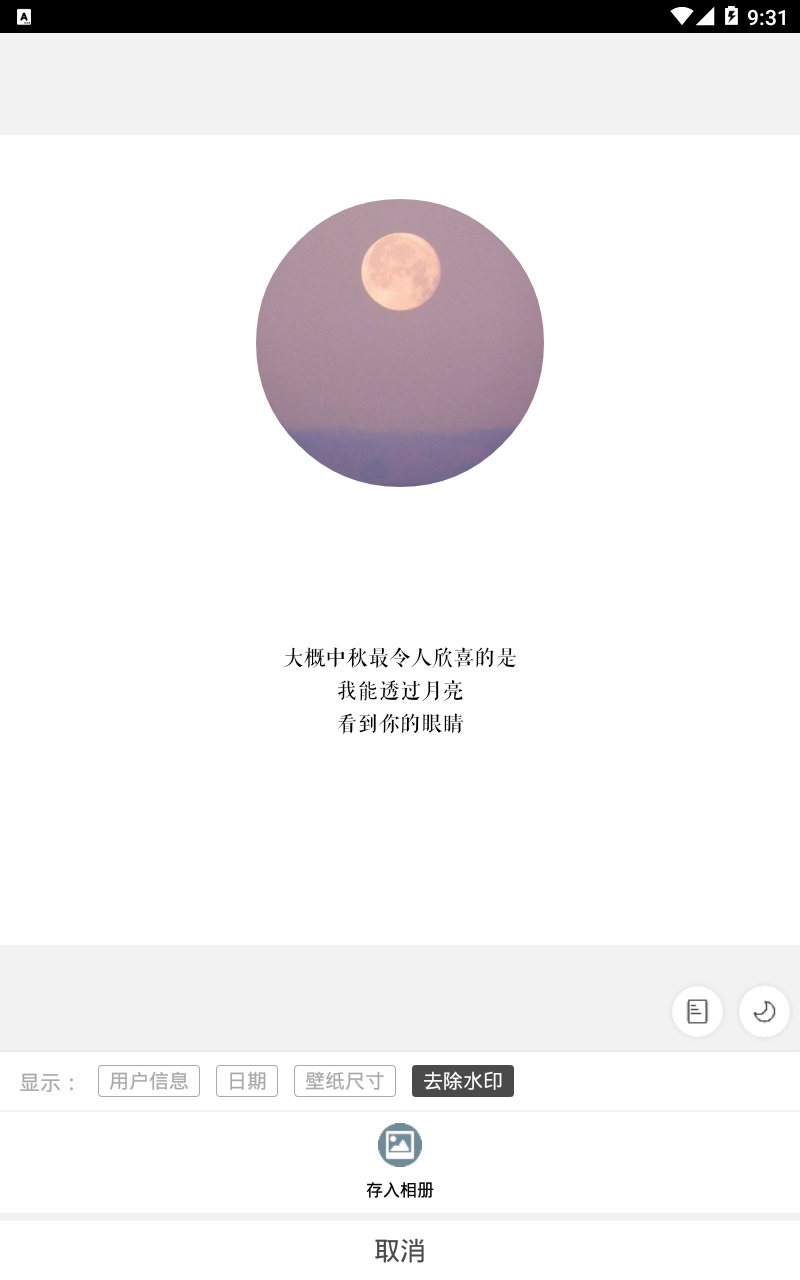 9:31
大概中秋最令人欣喜的是
我能透过月亮
看到你的眼睛
显示：
用户信息
日期
壁纸尺寸
去除水印
存入相册
取消